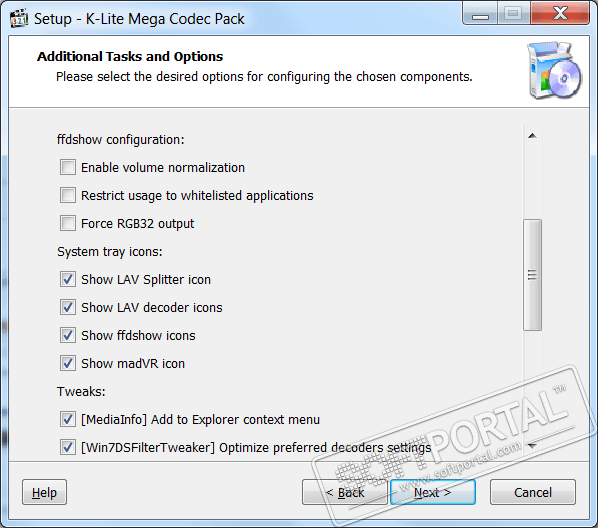 Setup - K-Lite Mega Codec Pack
Additional Tasks and Options
Please select the desired options for configuring the chosen components.
ffdshow configuration:
Enable volume normalization
Restrict usage to whitelisted applications
Force RGB32 output
System tray icons:
Show LAV Splitter icon
Show LAV decoder icons
Show ffdshow icons
Show madVR icon
Tweaks:
[MediaInfo] Add to Explorer context menu
[Win7DSFilterTweaker] Optimize preferred decoders settings
SOFTPORTAL™
www.softportal.com
Help
< Back
Next >
Cancel